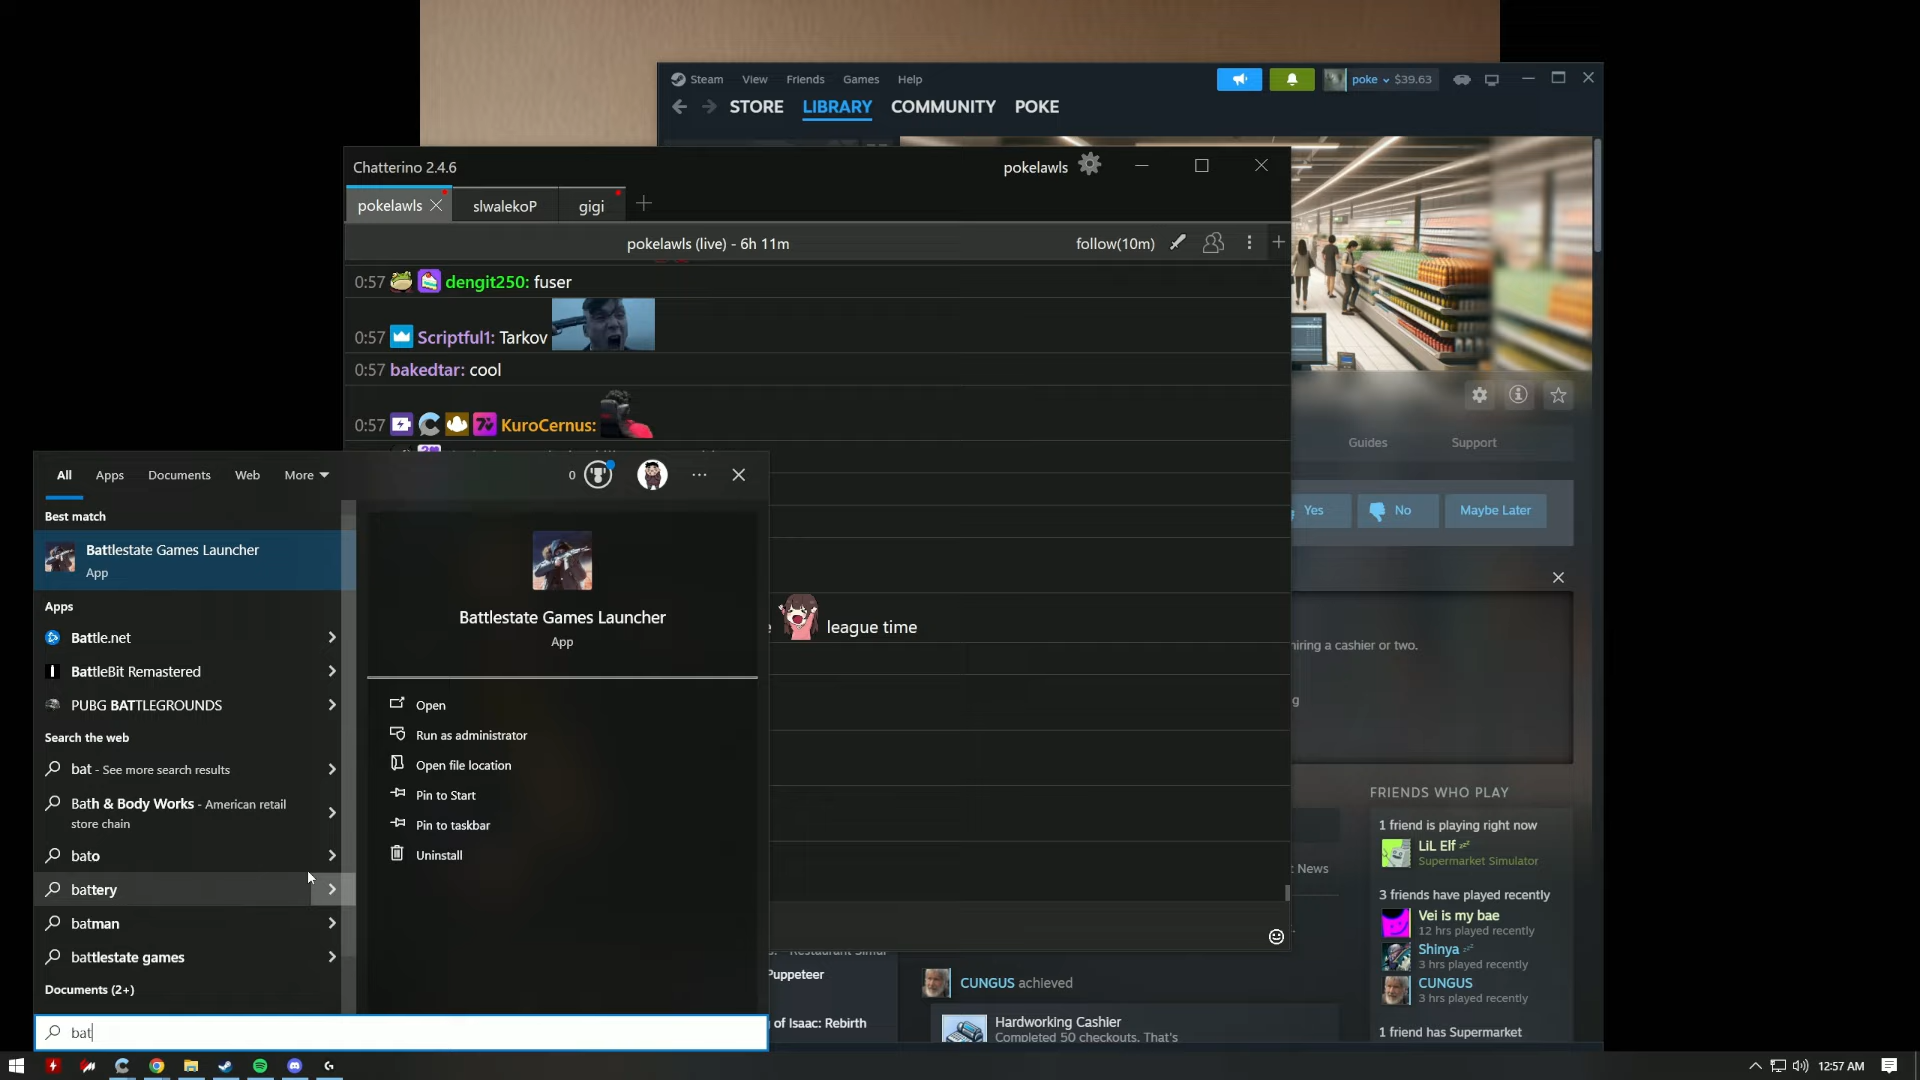 Steam View Friends Games Help
poke $39.63
STORE LIBRARY COMMUNITY POKE
Chatterino 2.4.6
pokelawls
pokelawls slwalekoP gigi
pokelawls (live) - 6h 11m
follow(10m)
0:57 dengit250: fuser
0:57 Scriptful1: Tarkov
0:57 bakedtar: cool
0:57 KuroCernus:
league time
Guides Support
Yes No Maybe Later
hiring a cashier or two.
News
FRIENDS WHO PLAY
1 friend is playing right now
LiL Elf
Supermarket Simulator
3 friends have played recently
Vei is my bae
12 hrs played recently
Shinya
3 hrs played recently
CUNGUS
3 hrs played recently
1 friend has Supermarket
Puppeteer
of Isaac: Rebirth
CUNGUS achieved
Hardworking Cashier
Completed 50 checkouts. That's
All Apps Documents Web More
0
Best match
Battlestate Games Launcher
App
Apps
Battle.net
BattleBit Remastered
PUBG BATTLEGROUNDS
Search the web
bat - See more search results
Bath & Body Works - American retail
store chain
bato
battery
batman
battlestate games
Documents (2+)
Battlestate Games Launcher
App
Open
Run as administrator
Open file location
Pin to Start
Pin to taskbar
Uninstall
bat
12:57 AM